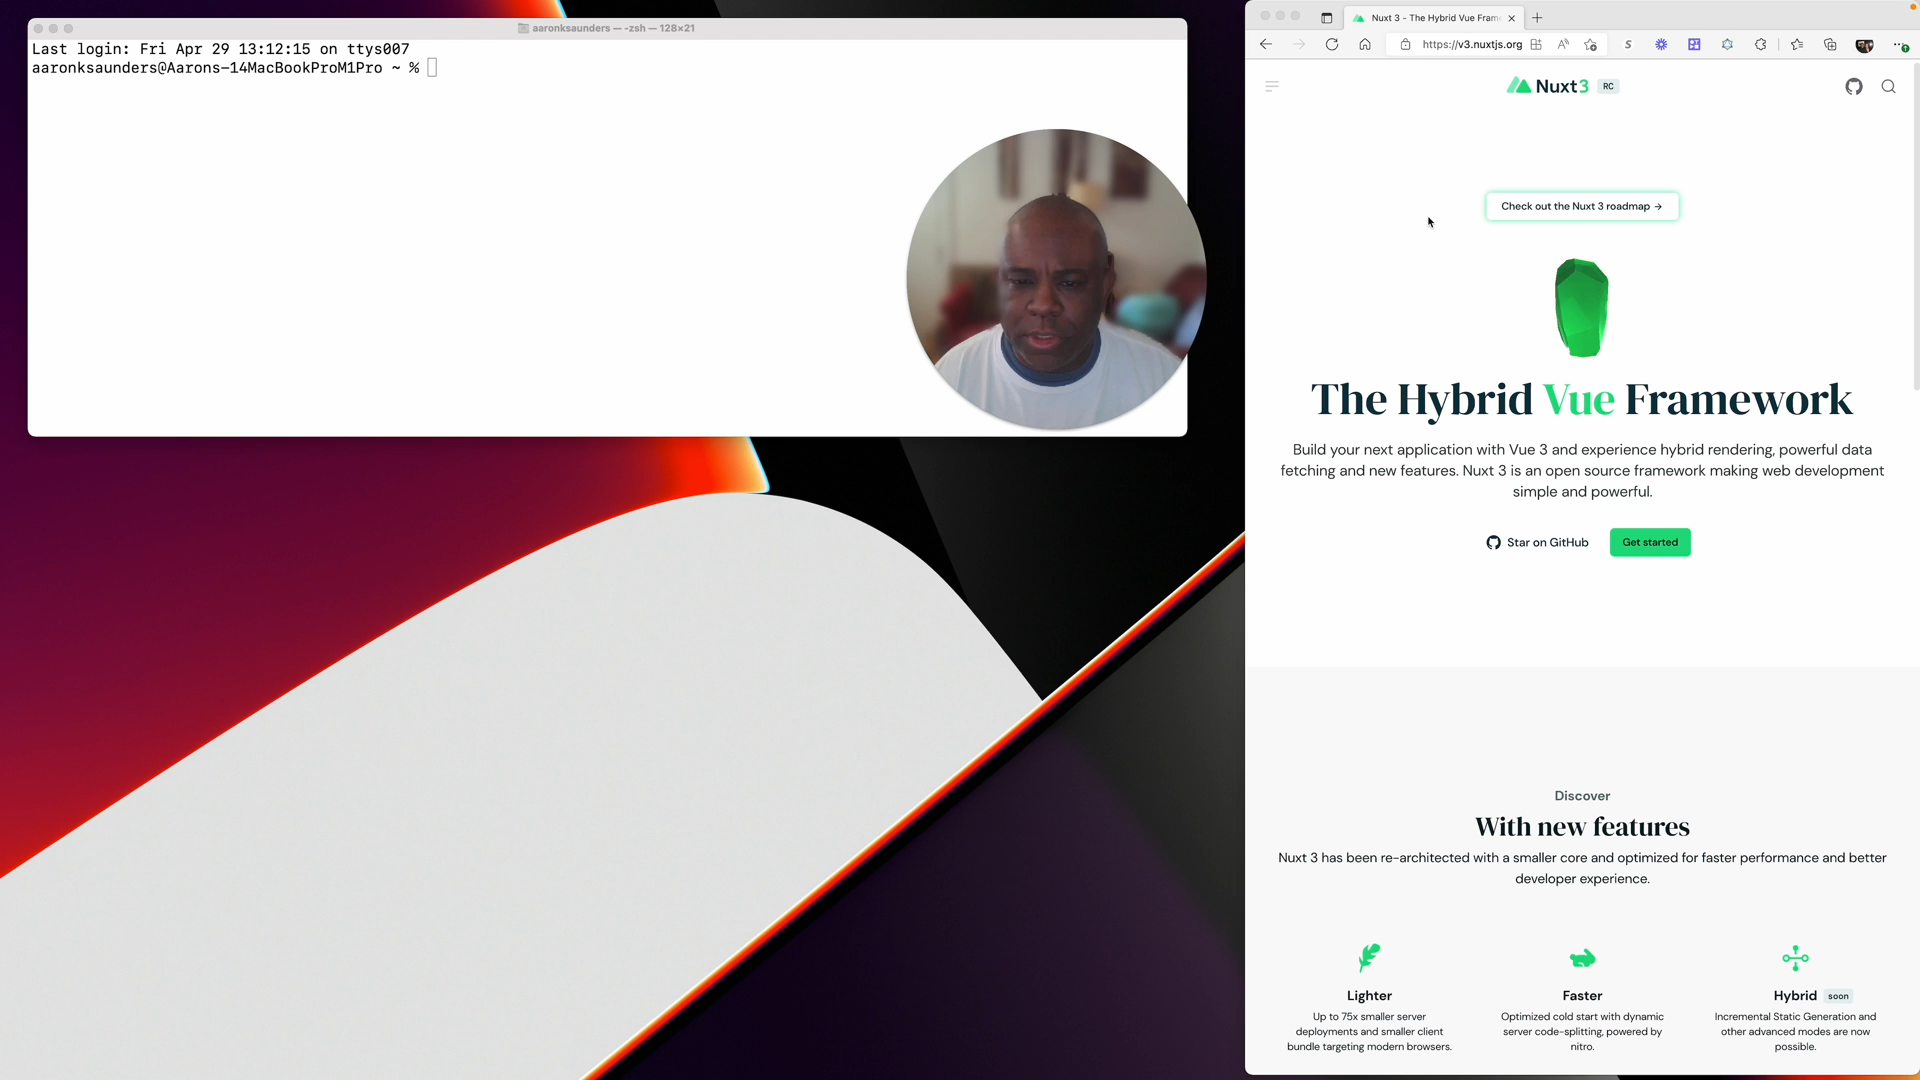 aaronksaunders — -zsh — 128×21
Last login: Fri Apr 29 13:12:15 on ttys007
aaronksaunders@Aarons-14MacBookProM1Pro ~ %
Nuxt 3 - The Hybrid Vue Fram
https://v3.nuxtjs.org
Nuxt3 RC
Check out the Nuxt 3 roadmap →
The Hybrid Vue Framework
Build your next application with Vue 3 and experience hybrid rendering, powerful data
fetching and new features. Nuxt 3 is an open source framework making web development
simple and powerful.
Star on GitHub
Get started
Discover
With new features
Nuxt 3 has been re-architected with a smaller core and optimized for faster performance and better
developer experience.
Lighter
Up to 75x smaller server
deployments and smaller client
bundle targeting modern browsers.
Faster
Optimized cold start with dynamic
server code-splitting, powered by
nitro.
Hybrid soon
Incremental Static Generation and
other advanced modes are now
possible.